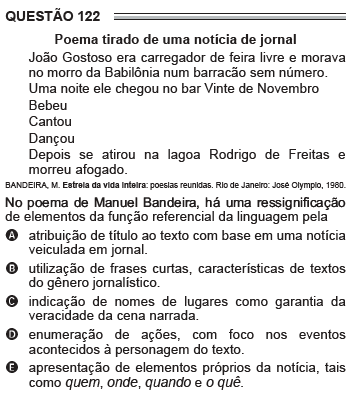 QUESTÃO 122
Poema tirado de uma notícia de jornal
João Gostoso era carregador de feira livre e morava
no morro da Babilônia num barracão sem número.
Uma noite ele chegou no bar Vinte de Novembro
Bebeu
Cantou
Dançou
Depois se atirou na lagoa Rodrigo de Freitas e
morreu afogado.
BANDEIRA, M. Estrela da vida inteira: poesias reunidas. Rio de Janeiro: José Olympio, 1980.
No poema de Manuel Bandeira, há uma ressignificação
de elementos da função referencial da linguagem pela
A atribuição de título ao texto com base em uma notícia
veiculada em jornal.
B utilização de frases curtas, características de textos
do gênero jornalístico.
C indicação de nomes de lugares como garantia da
veracidade da cena narrada.
D enumeração de ações, com foco nos eventos
acontecidos à personagem do texto.
E apresentação de elementos próprios da notícia, tais
como quem, onde, quando e o quê.